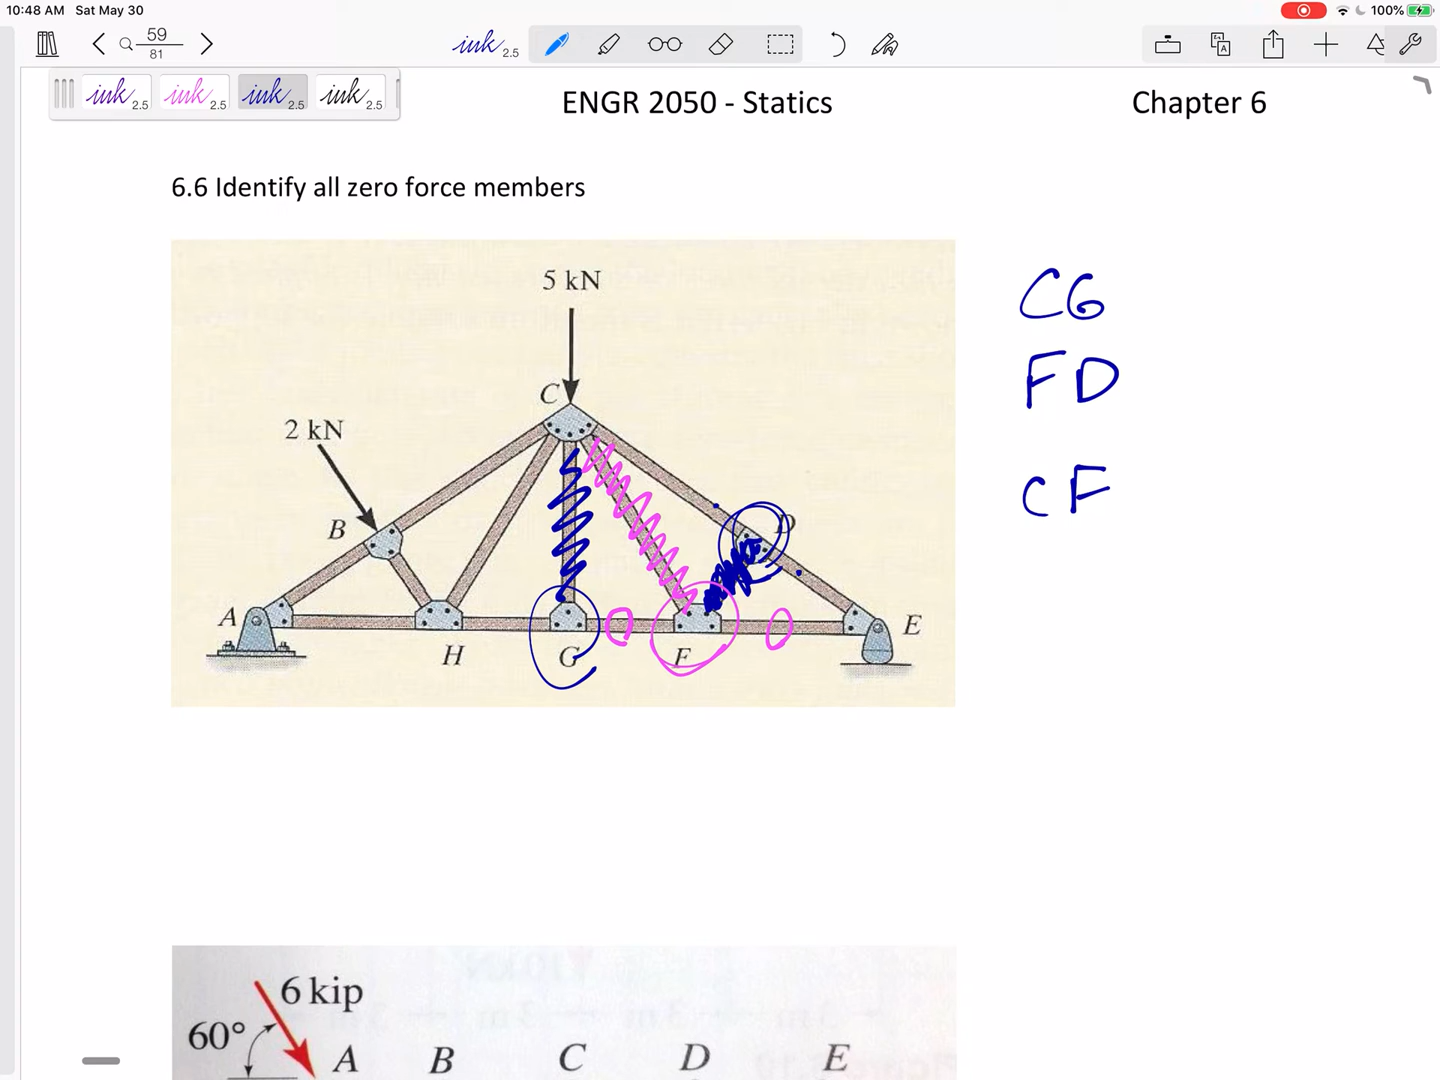 10:48 AM Sat May 30
100%
59
81
ink 2.5
ink 2.5 ink 2.5 ink 2.5 ink 2.5
ENGR 2050 - Statics
Chapter 6
6.6 Identify all zero force members
5 kN
C
2 kN
B
D
A
E
H
G
F
0
0
CG
FD
CF
6 kip
60°
A B C D E